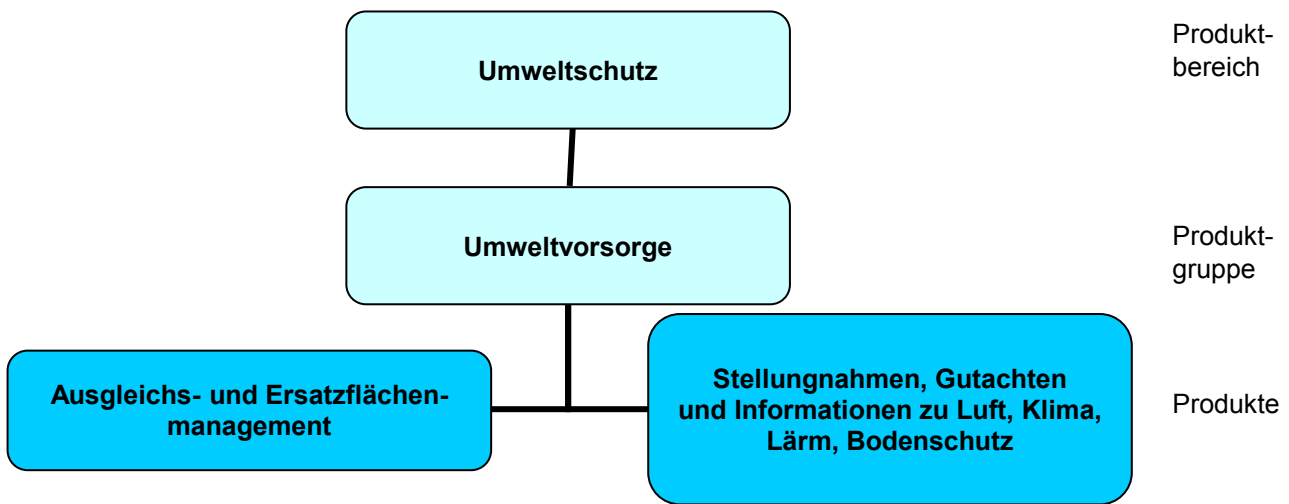 Umweltschutz
Produkt-
bereich
Umweltvorsorge
Produkt-
gruppe
Ausgleichs- und Ersatzflächen-
management
Stellungnahmen, Gutachten
und Informationen zu Luft, Klima,
Lärm, Bodenschutz
Produkte